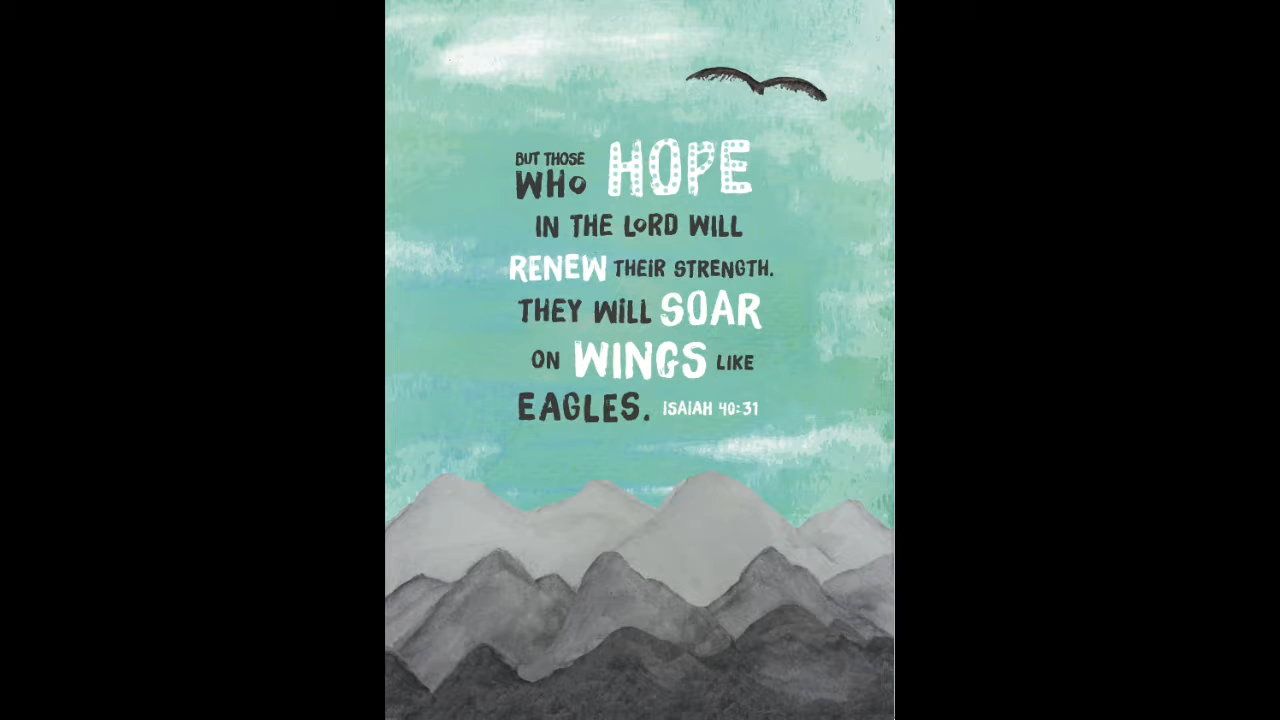 BUT THOSE
WHO HOPE
IN THE LORD WILL
RENEW THEIR STRENGTH.
THEY WILL SOAR
ON WINGS LIKE
EAGLES. ISAIAH 40:31